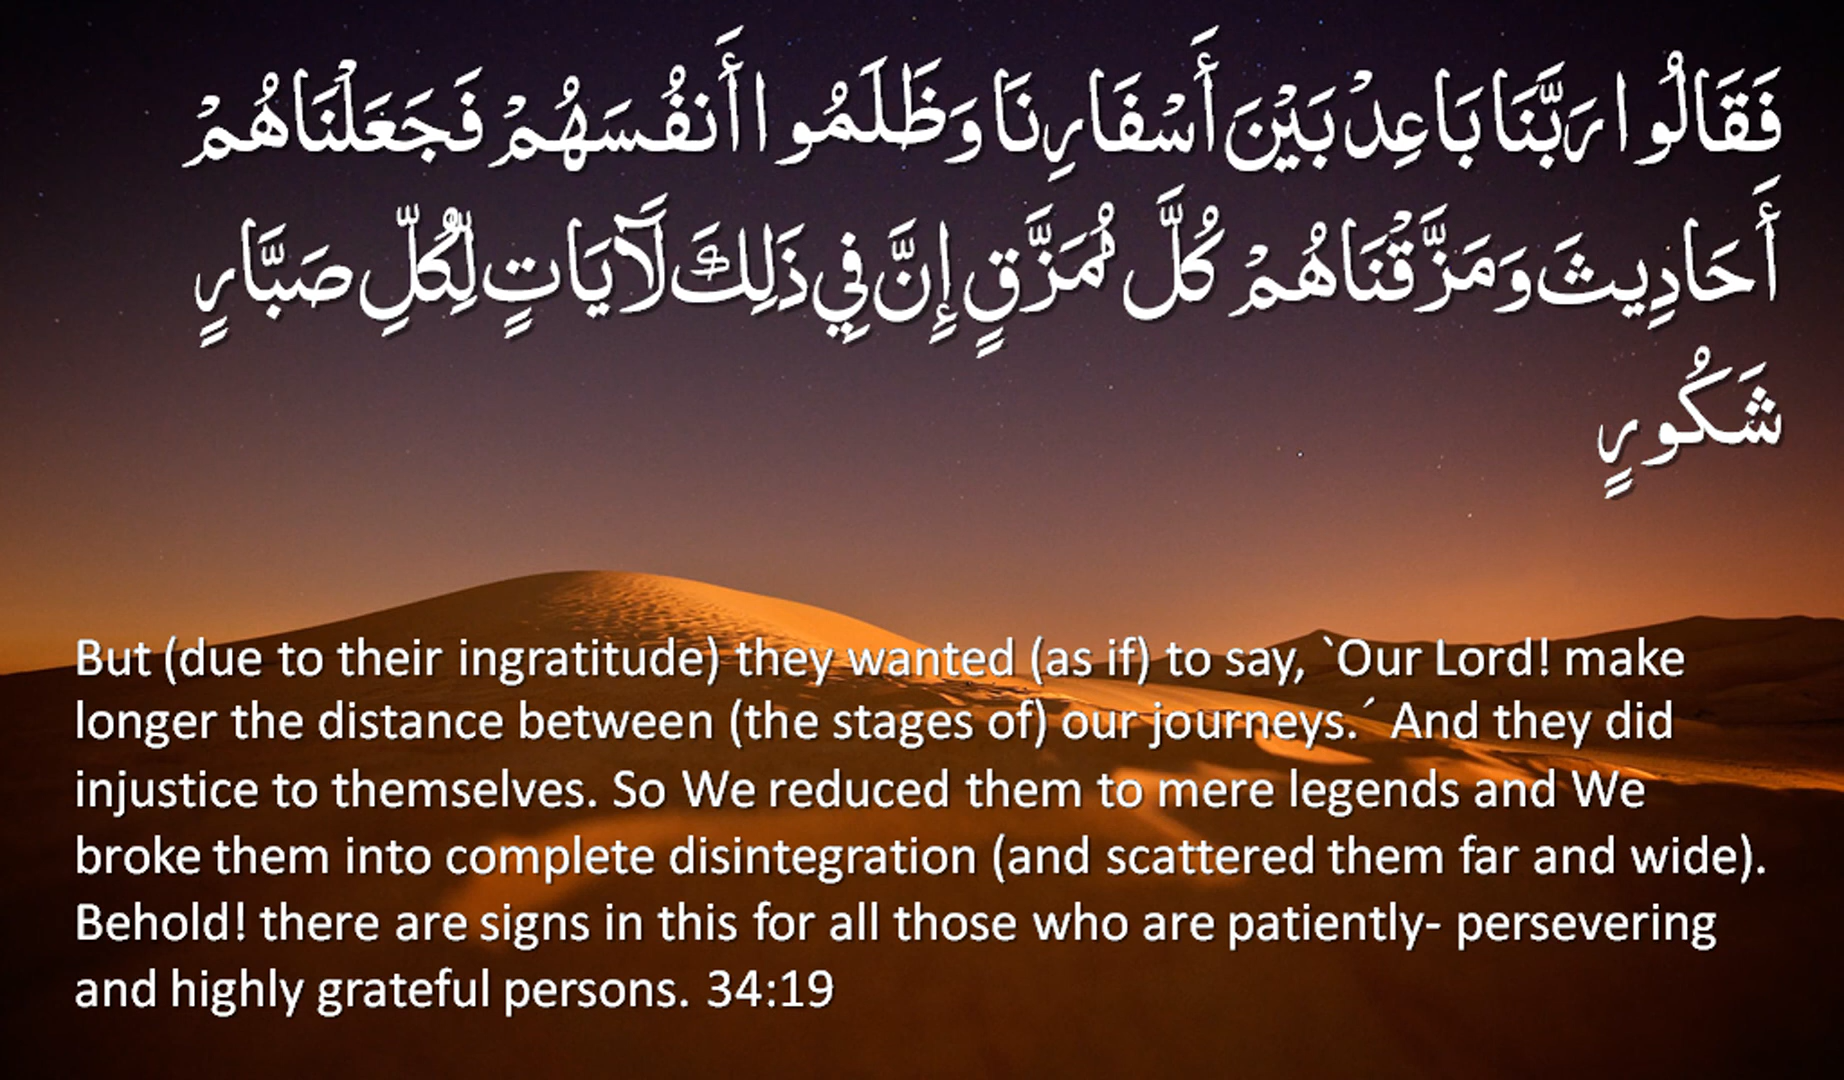 فَقَالُوا رَبَّنَا بَاعِدْ بَيْنَ أَسْفَارِنَا وَظَلَمُوا أَنفُسَهُمْ فَجَعَلْنَاهُمْ
أَحَادِيثَ وَمَزَّقْنَاهُمْ كُلَّ مُمَزَّقٍ إِنَّ فِي ذَلِكَ لَآيَاتٍ لِّكُلِّ صَبَّارٍ
شَكُورٍ
But (due to their ingratitude) they wanted (as if) to say, `Our Lord! make
longer the distance between (the stages of) our journeys.´ And they did
injustice to themselves. So We reduced them to mere legends and We
broke them into complete disintegration (and scattered them far and wide).
Behold! there are signs in this for all those who are patiently- persevering
and highly grateful persons. 34:19